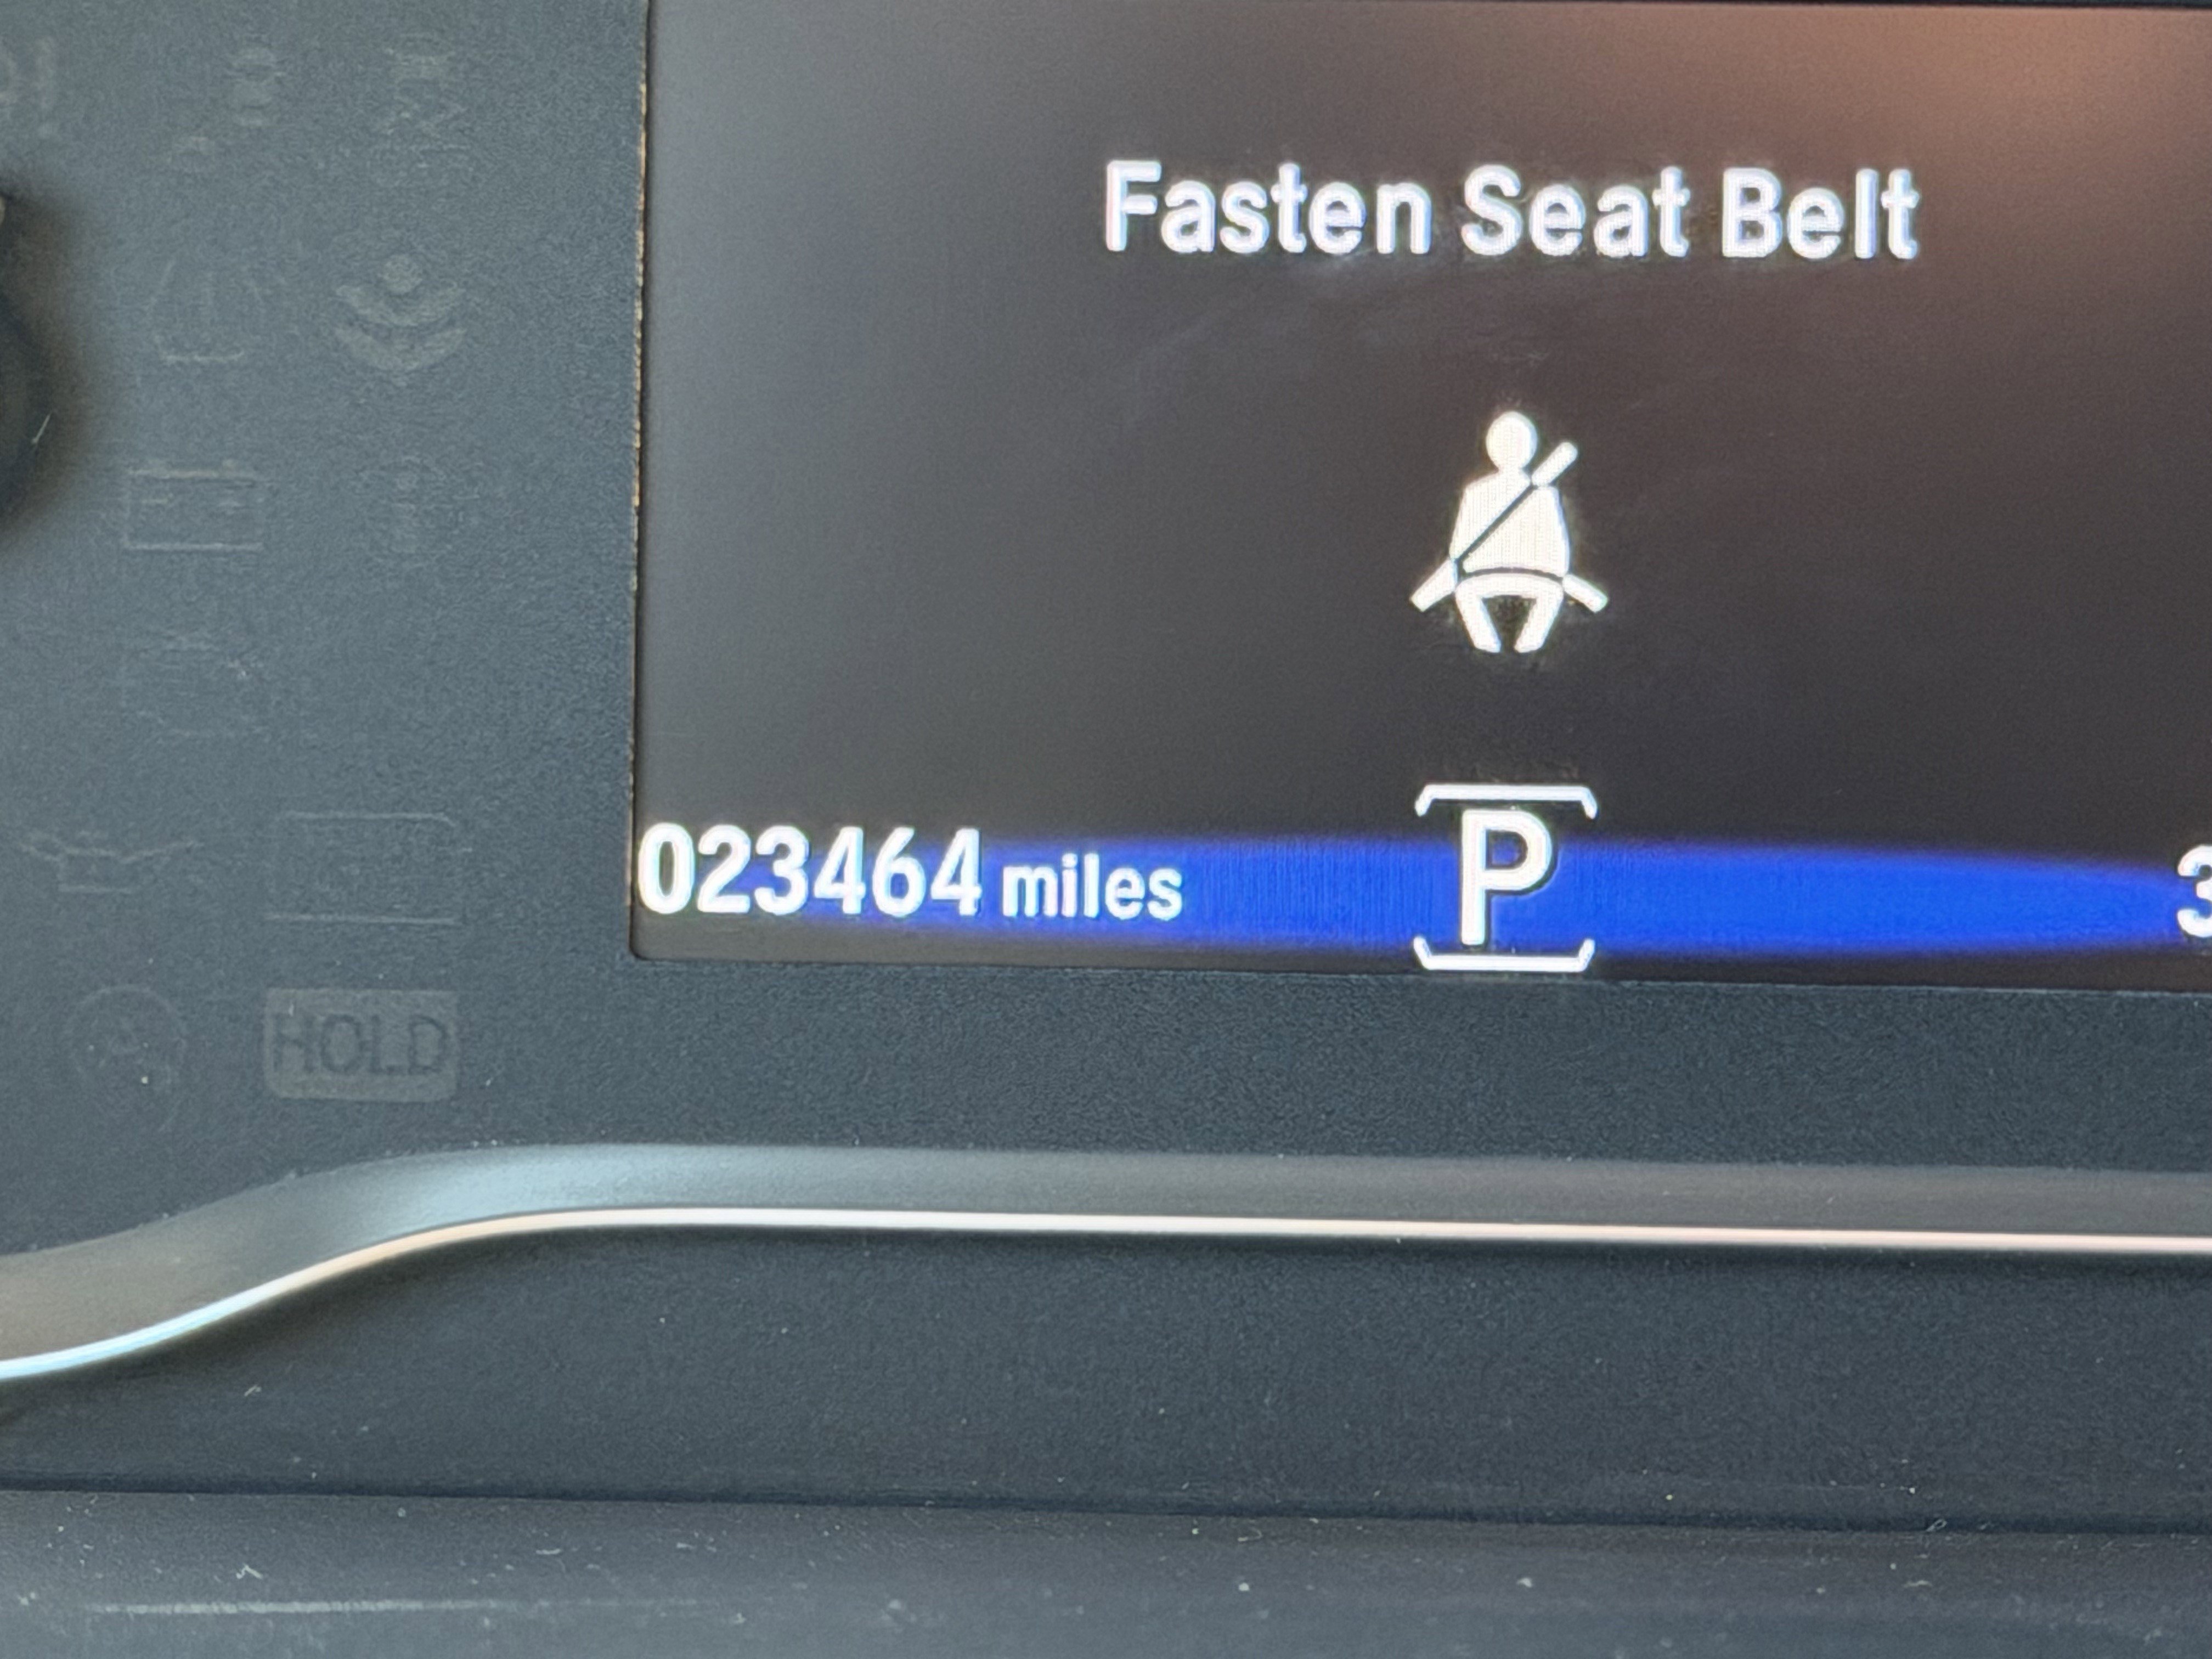 Fasten Seat Belt
P
023464 miles
HOLD